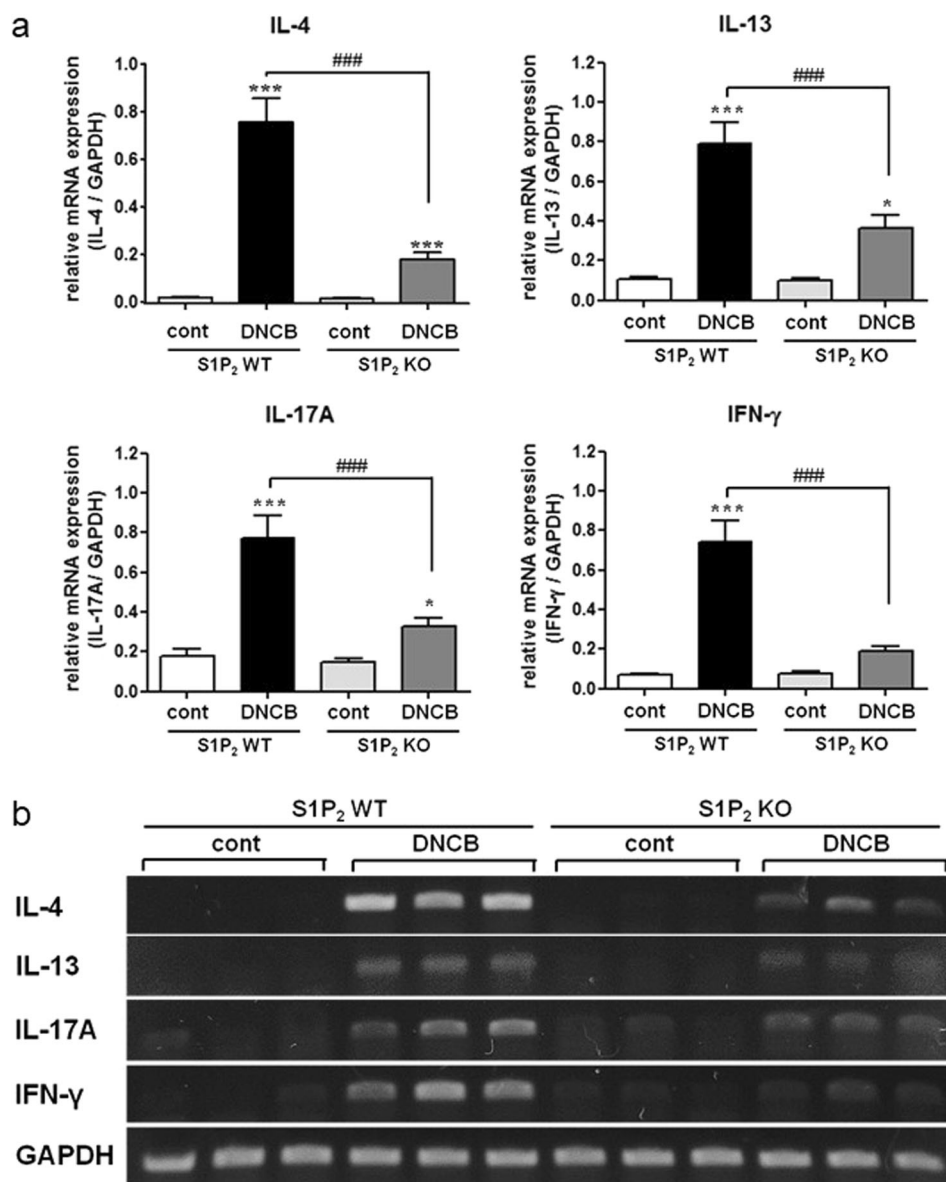 a
IL-4
relative mRNA expression
(IL-4 / GAPDH)
1.0
0.8
0.6
0.4
0.2
0.0
***
###
***
cont DNCB cont DNCB
S1P₂ WT S1P₂ KO
IL-13
relative mRNA expression
(IL-13 / GAPDH)
1.2
1.0
0.8
0.6
0.4
0.2
0.0
***
###
*
cont DNCB cont DNCB
S1P₂ WT S1P₂ KO
IL-17A
relative mRNA expression
(IL-17A/ GAPDH)
1.2
1.0
0.8
0.6
0.4
0.2
0.0
***
###
*
cont DNCB cont DNCB
S1P₂ WT S1P₂ KO
IFN-γ
relative mRNA expression
(IFN-γ / GAPDH)
1.2
1.0
0.8
0.6
0.4
0.2
0.0
***
###
cont DNCB cont DNCB
S1P₂ WT S1P₂ KO
b
S1P₂ WT S1P₂ KO
cont DNCB cont DNCB
IL-4
IL-13
IL-17A
IFN-γ
GAPDH